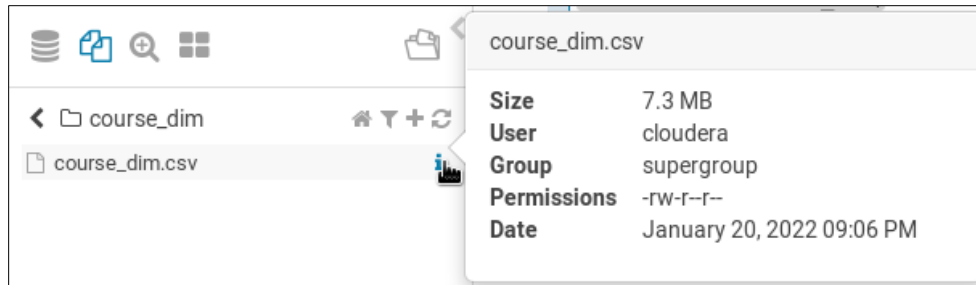 course_dim
course_dim.csv
course_dim.csv
Size 7.3 MB
User cloudera
Group supergroup
Permissions -rw-r--r--
Date January 20, 2022 09:06 PM